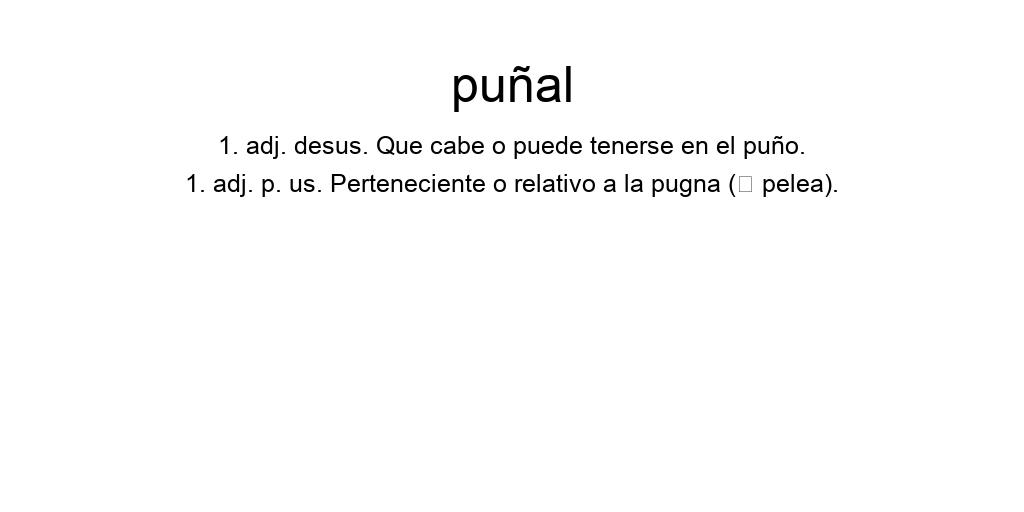 puñal
1. adj. desus. Que cabe o puede tenerse en el puño.
1. adj. p. us. Perteneciente o relativo a la pugna (□ pelea).